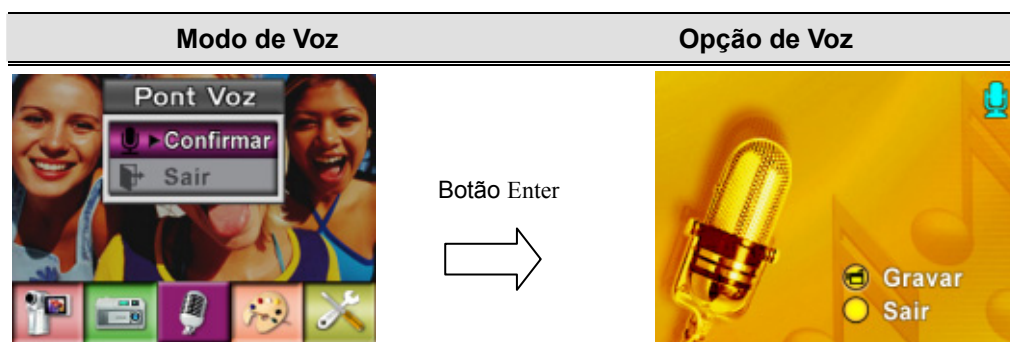 Modo de Voz
Opção de Voz
Pont Voz
Confirmar
Sair
Botão Enter
Gravar
Sair